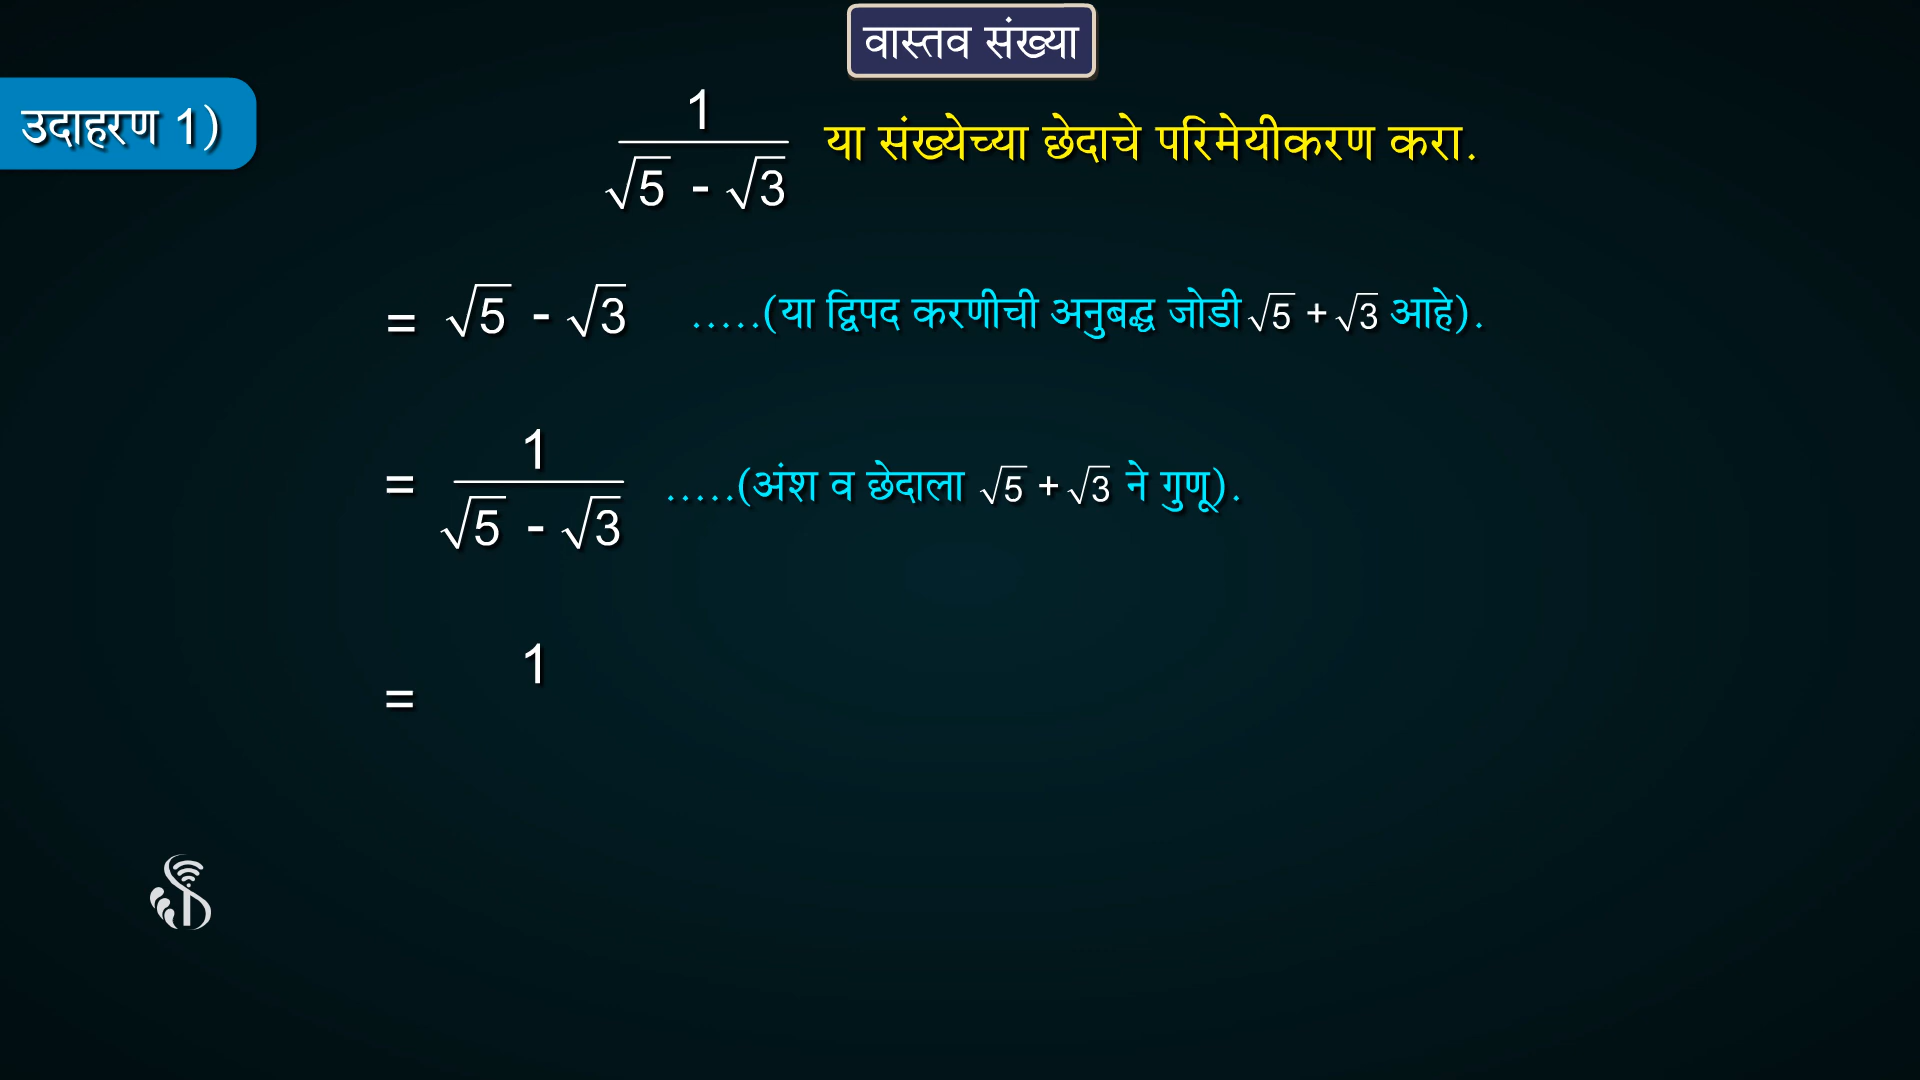 वास्तव संख्या
उदाहरण 1)
1 / (√5 - √3) या संख्येच्या छेदाचे परिमेयीकरण करा.
= √5 - √3 .....(या द्विपद करणीची अनुबद्ध जोडी √5 + √3 आहे).
= 1 / (√5 - √3) .....(अंश व छेदाला √5 + √3 ने गुणू).
= 1